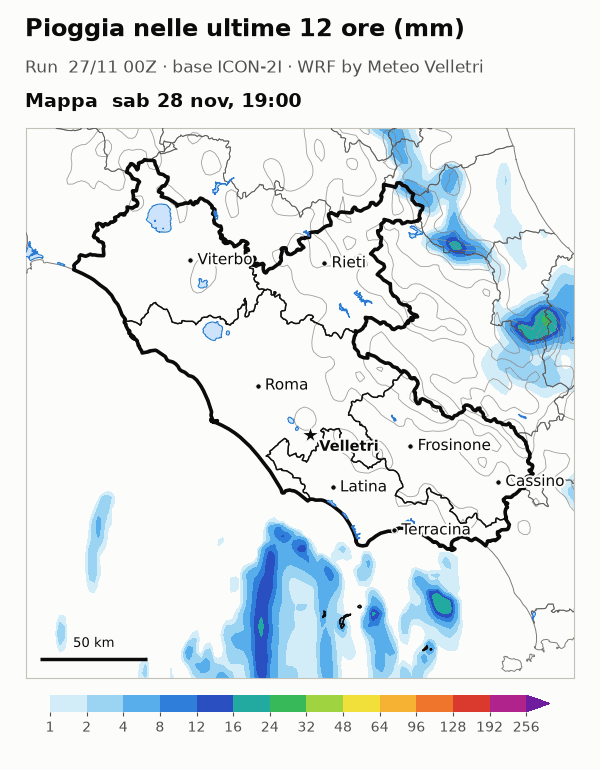 Pioggia nelle ultime 12 ore (mm)
Run  27/11 00Z · base ICON-2I · WRF by Meteo Velletri
Mappa  sab 28 nov, 19:00
Viterbo
Rieti
Roma
Velletri
Frosinone
Latina
Cassino
Terracina
50 km
1 2 4 8 12 16 24 32 48 64 96 128 192 256